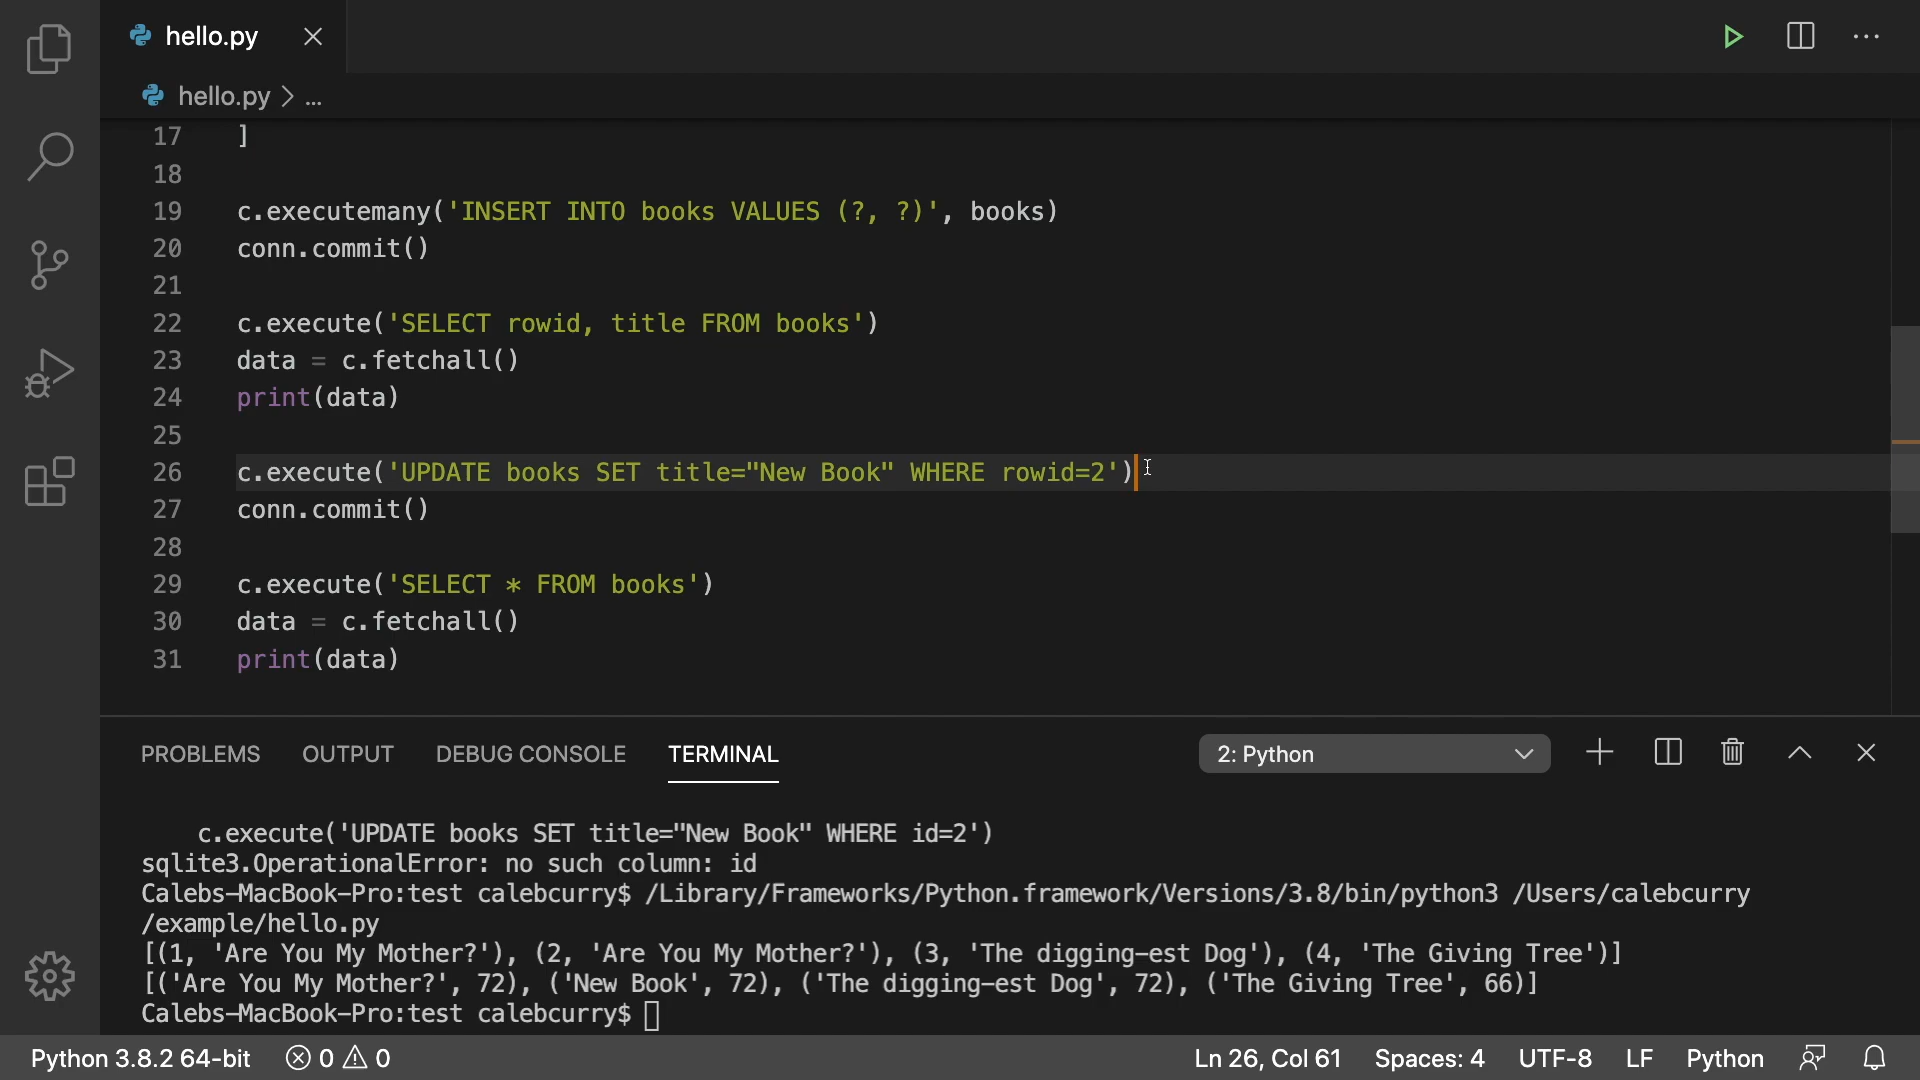 hello.py
hello.py > ...
17 ]
18
19 c.executemany('INSERT INTO books VALUES (?, ?)', books)
20 conn.commit()
21
22 c.execute('SELECT rowid, title FROM books')
23 data = c.fetchall()
24 print(data)
25
26 c.execute('UPDATE books SET title="New Book" WHERE rowid=2')
27 conn.commit()
28
29 c.execute('SELECT * FROM books')
30 data = c.fetchall()
31 print(data)
PROBLEMS OUTPUT DEBUG CONSOLE TERMINAL 2: Python
c.execute('UPDATE books SET title="New Book" WHERE id=2')
sqlite3.OperationalError: no such column: id
Calebs-MacBook-Pro:test calebcurry$ /Library/Frameworks/Python.framework/Versions/3.8/bin/python3 /Users/calebcurry
/example/hello.py
[(1, 'Are You My Mother?'), (2, 'Are You My Mother?'), (3, 'The digging-est Dog'), (4, 'The Giving Tree')]
[('Are You My Mother?', 72), ('New Book', 72), ('The digging-est Dog', 72), ('The Giving Tree', 66)]
Calebs-MacBook-Pro:test calebcurry$
Python 3.8.2 64-bit 0 0 Ln 26, Col 61 Spaces: 4 UTF-8 LF Python